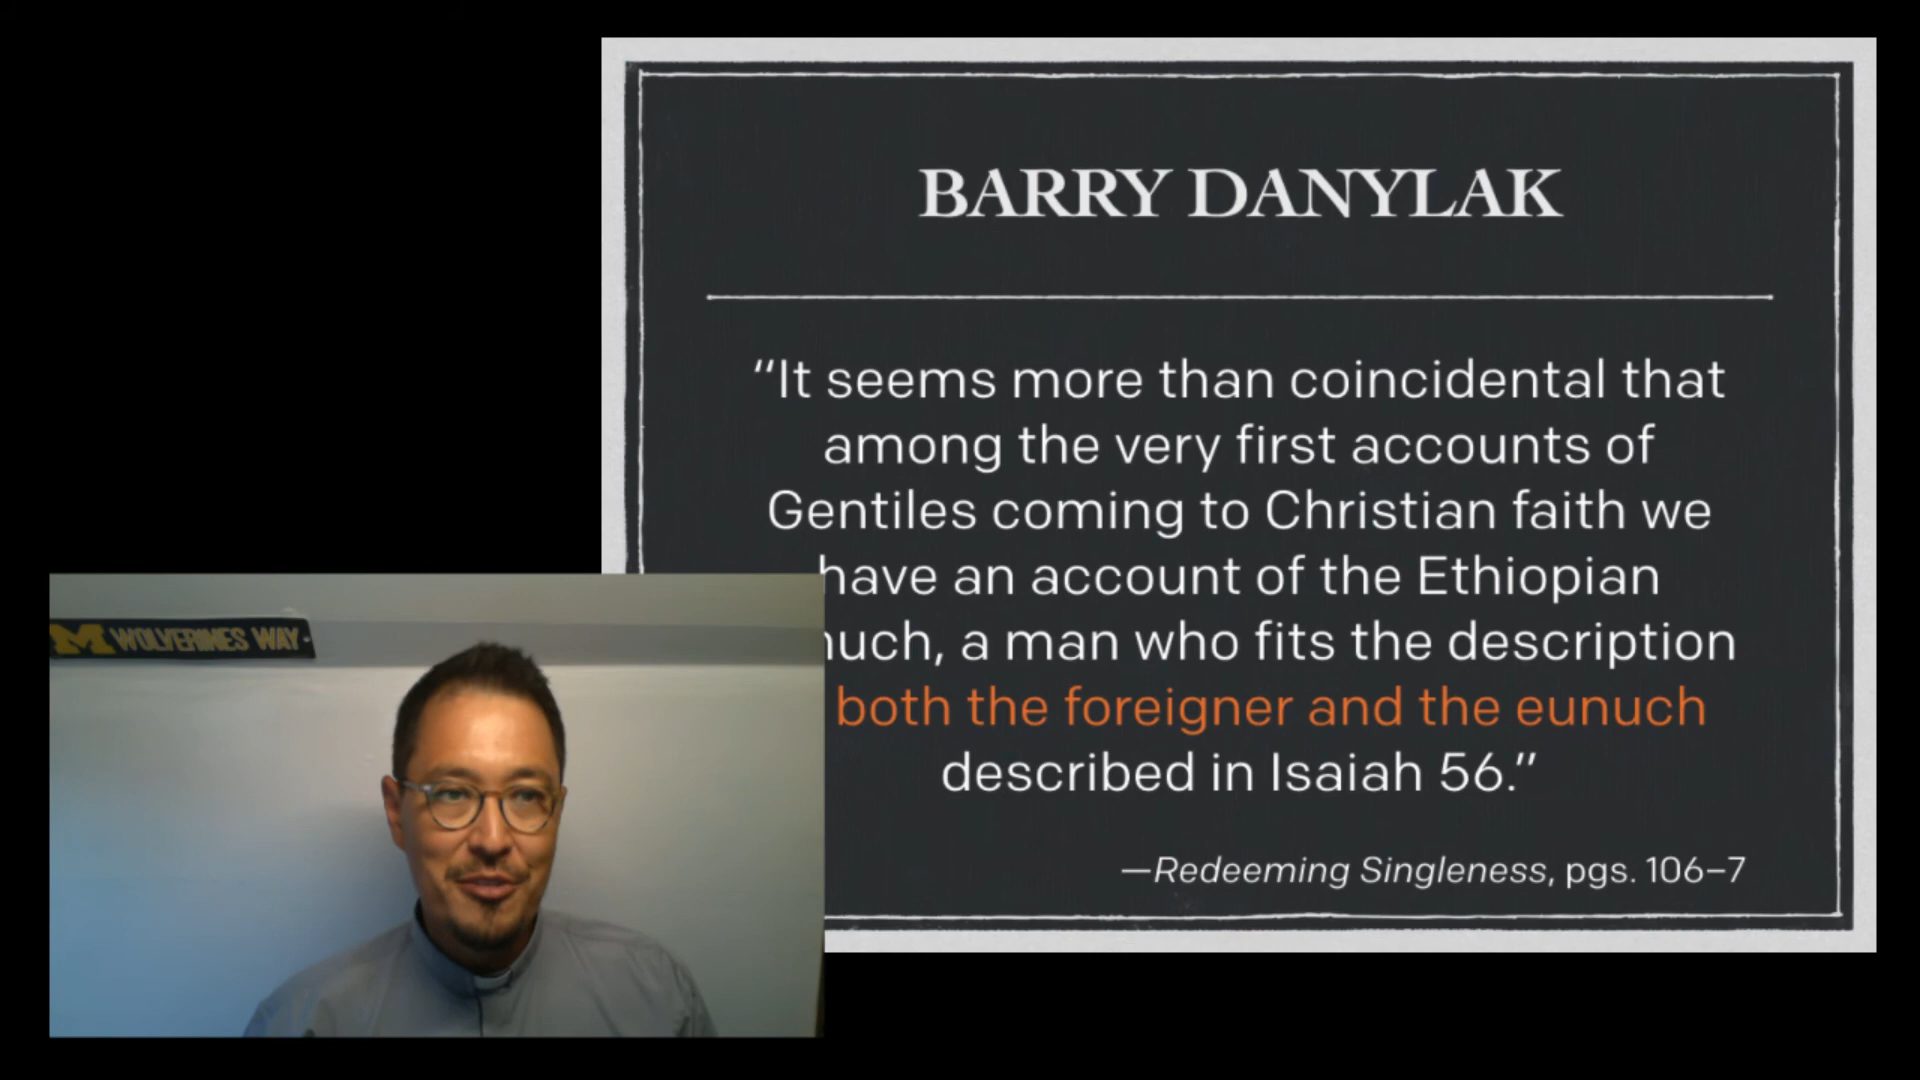 BARRY DANYLAK
“It seems more than coincidental that
among the very first accounts of
Gentiles coming to Christian faith we
have an account of the Ethiopian
a man who fits the description
both the foreigner and the eunuch
described in Isaiah 56.”
—Redeeming Singleness, pgs. 106–7
M WOLVERINES WAY